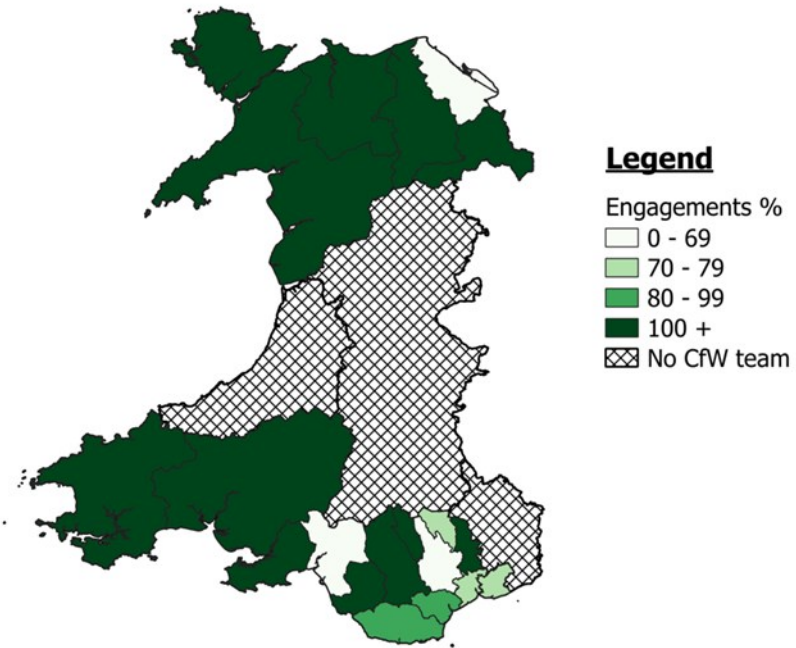 Legend
Engagements %
0 - 69
70 - 79
80 - 99
100 +
No CfW team